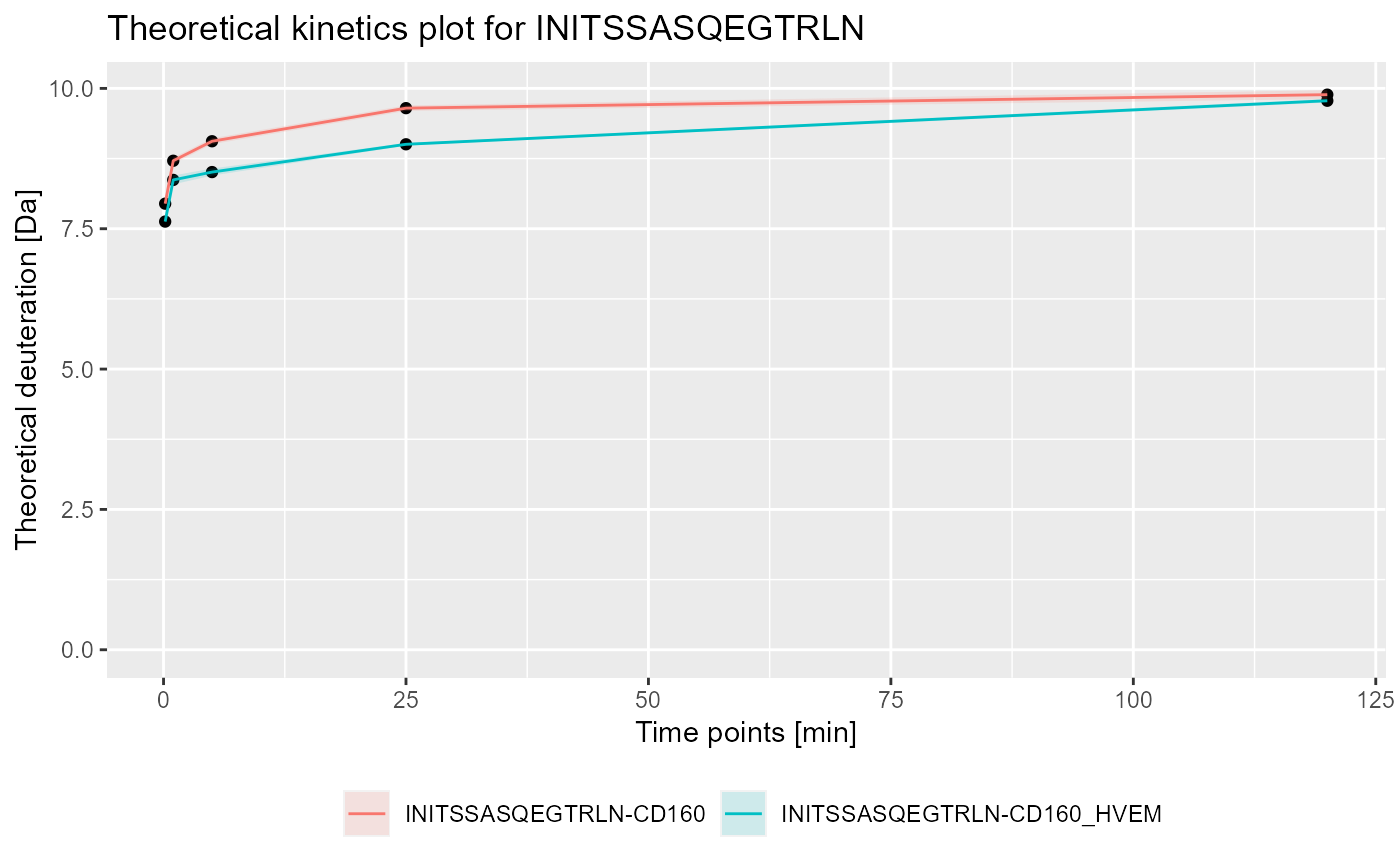 Theoretical kinetics plot for INITSSASQEGTRLN
Theoretical deuteration [Da]
10.0
7.5
5.0
2.5
0.0
0 25 50 75 100 125
Time points [min]
INITSSASQEGTRLN-CD160 INITSSASQEGTRLN-CD160_HVEM